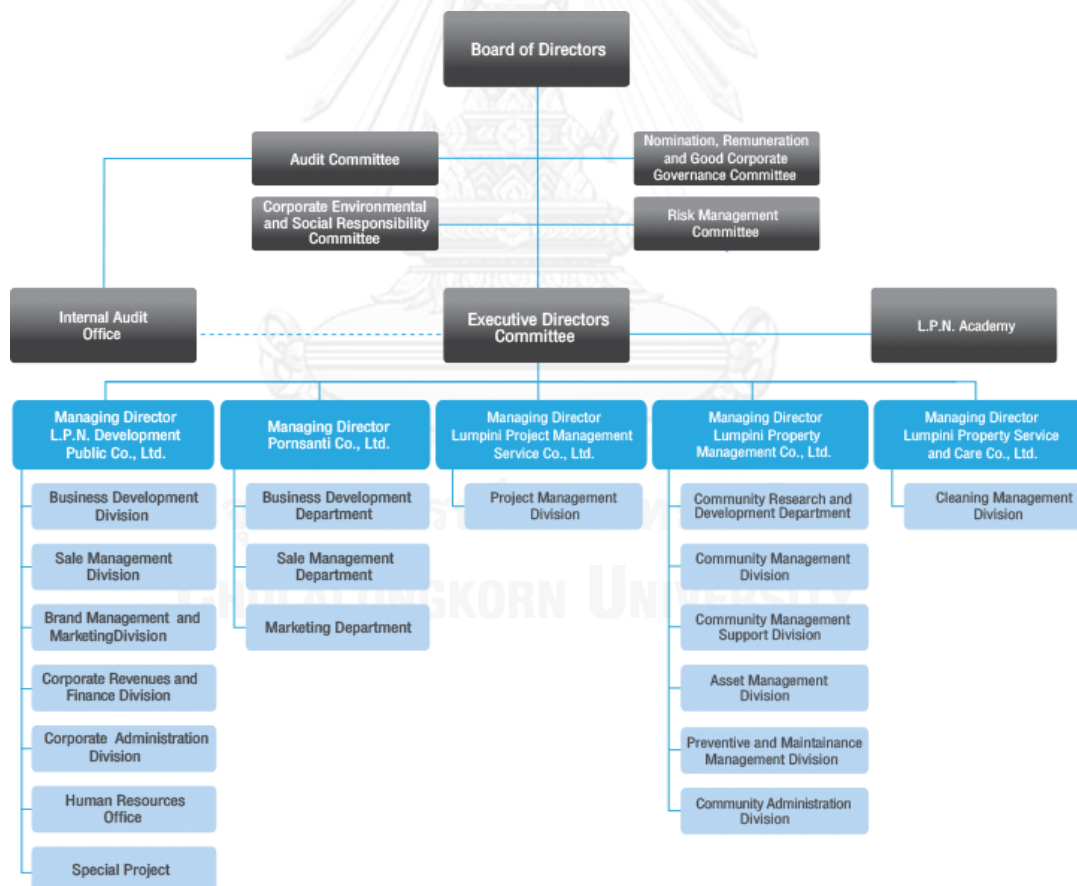 Board of Directors
Audit Committee
Nomination, Remuneration
and Good Corporate
Governance Committee
Corporate Environmental
and Social Responsibility
Committee
Risk Management
Committee
Internal Audit
Office
Executive Directors
Committee
L.P.N. Academy
Managing Director
L.P.N. Development
Public Co., Ltd.
Business Development
Division
Sale Management
Division
Brand Management and
MarketingDivision
Corporate Revenues and
Finance Division
Corporate Administration
Division
Human Resources
Office
Special Project
Managing Director
Pornsanti Co., Ltd.
Business Development
Department
Sale Management
Department
Marketing Department
Managing Director
Lumpini Project Management
Service Co., Ltd.
Project Management
Division
Managing Director
Lumpini Property
Management Co., Ltd.
Community Research and
Development Department
Community Management
Division
Community Management
Support Division
Asset Management
Division
Preventive and Maintainance
Management Division
Community Administration
Division
Managing Director
Lumpini Property Service
and Care Co., Ltd.
Cleaning Management
Division
CHULALONGKORN UNIVERSITY